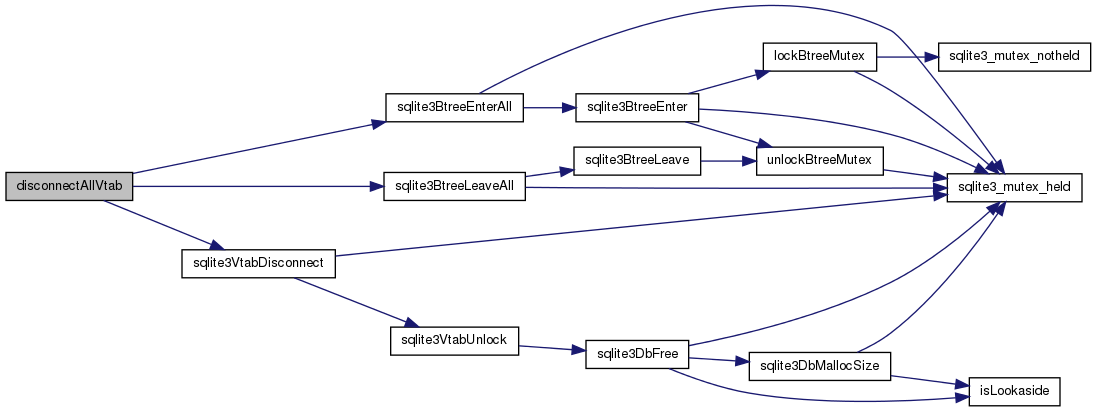 lockBtreeMutex
sqlite3_mutex_notheld
sqlite3BtreeEnterAll
sqlite3BtreeEnter
sqlite3BtreeLeave
unlockBtreeMutex
disconnectAllVtab
sqlite3BtreeLeaveAll
sqlite3_mutex_held
sqlite3VtabDisconnect
sqlite3VtabUnlock
sqlite3DbFree
sqlite3DbMallocSize
isLookaside